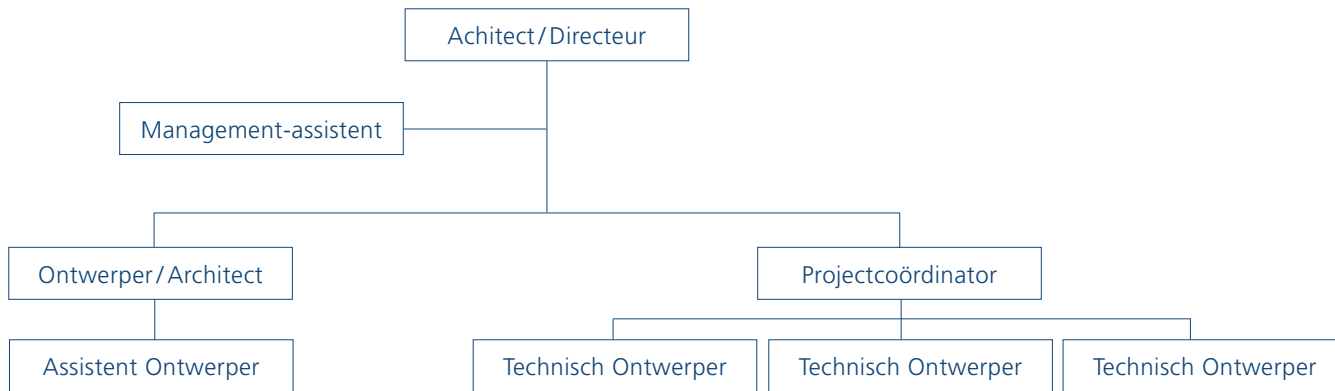 Achitect/Directeur
Management-assistent
Ontwerper/Architect
Projectcoördinator
Assistent Ontwerper
Technisch Ontwerper
Technisch Ontwerper
Technisch Ontwerper